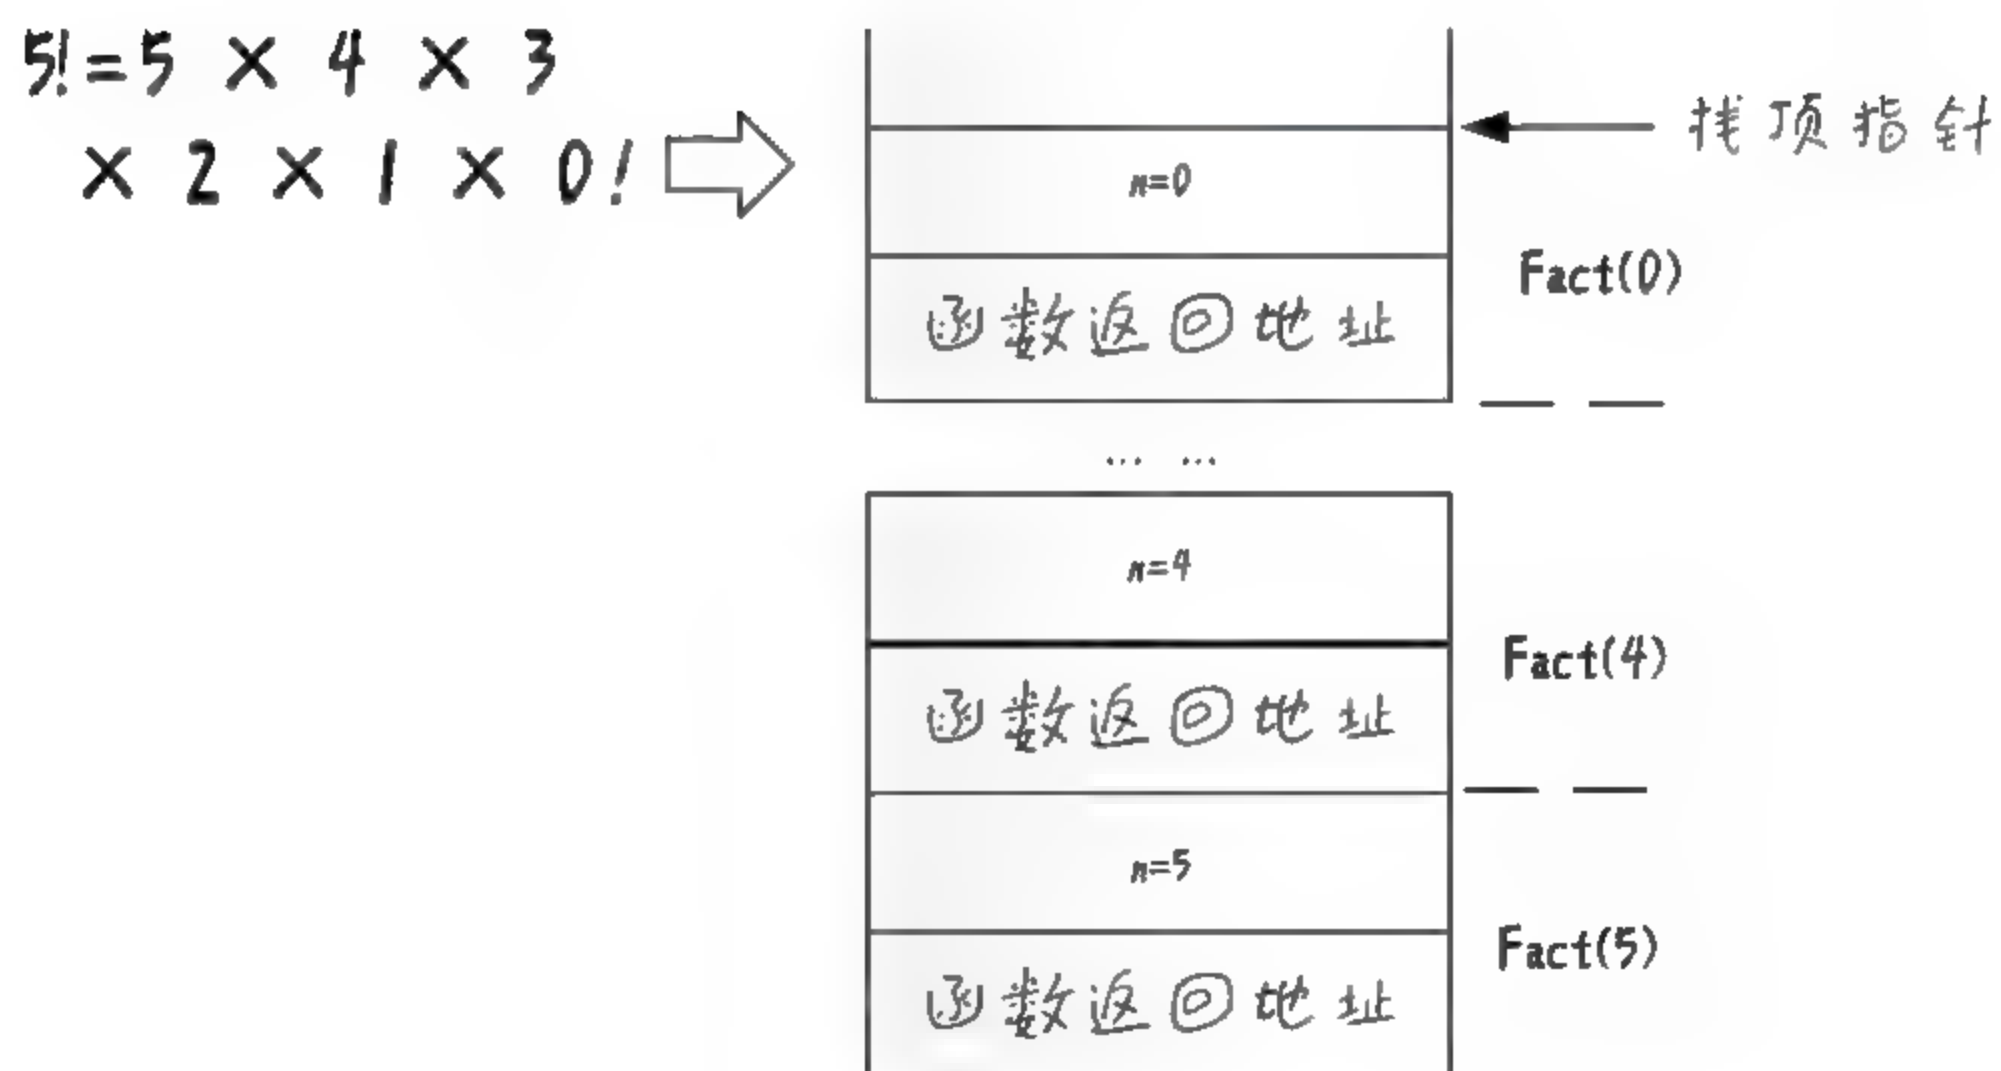 5!=5 × 4 × 3
× 2 × 1 × 0!
栈顶指针
n=0
Fact(0)
函数返回地址
… …
n=4
Fact(4)
函数返回地址
n=5
Fact(5)
函数返回地址